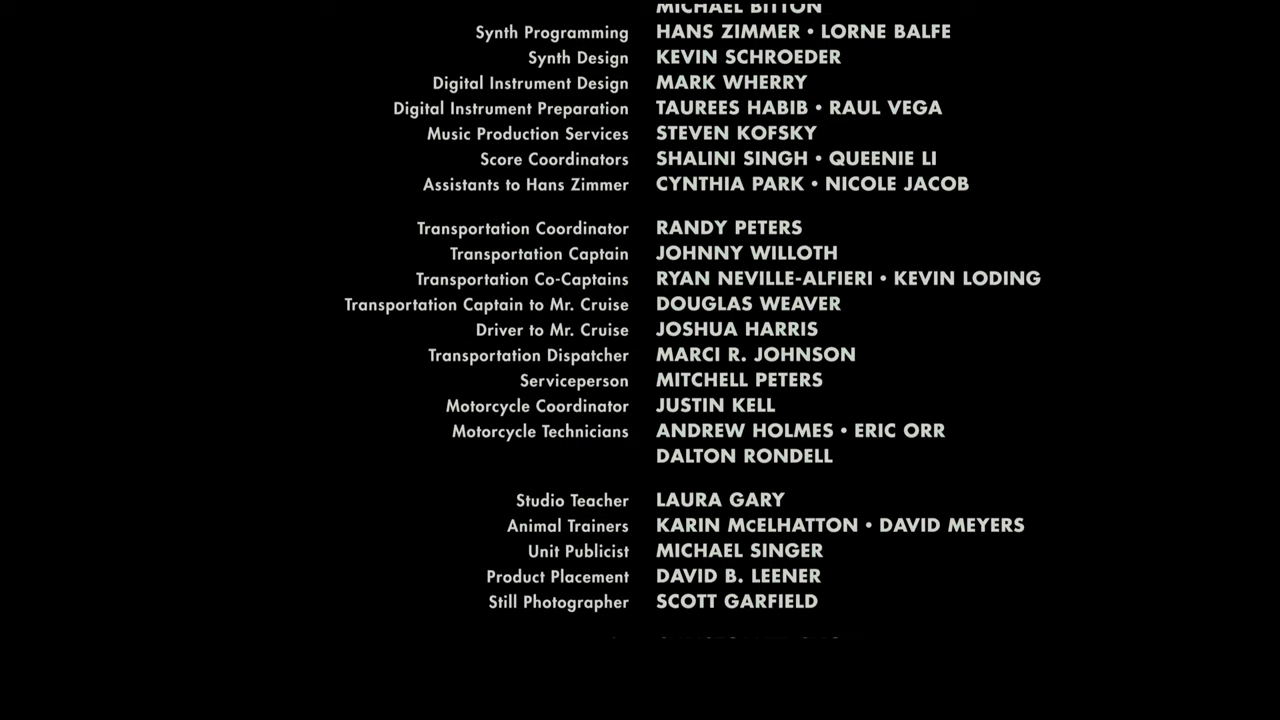 MICHAEL BITTON
Synth Programming HANS ZIMMER • LORNE BALFE
Synth Design KEVIN SCHROEDER
Digital Instrument Design MARK WHERRY
Digital Instrument Preparation TAUREES HABIB • RAUL VEGA
Music Production Services STEVEN KOFSKY
Score Coordinators SHALINI SINGH • QUEENIE LI
Assistants to Hans Zimmer CYNTHIA PARK • NICOLE JACOB
Transportation Coordinator RANDY PETERS
Transportation Captain JOHNNY WILLOTH
Transportation Co-Captains RYAN NEVILLE-ALFIERI • KEVIN LODING
Transportation Captain to Mr. Cruise DOUGLAS WEAVER
Driver to Mr. Cruise JOSHUA HARRIS
Transportation Dispatcher MARCI R. JOHNSON
Serviceperson MITCHELL PETERS
Motorcycle Coordinator JUSTIN KELL
Motorcycle Technicians ANDREW HOLMES • ERIC ORR
DALTON RONDELL
Studio Teacher LAURA GARY
Animal Trainers KARIN McELHATTON • DAVID MEYERS
Unit Publicist MICHAEL SINGER
Product Placement DAVID B. LEENER
Still Photographer SCOTT GARFIELD